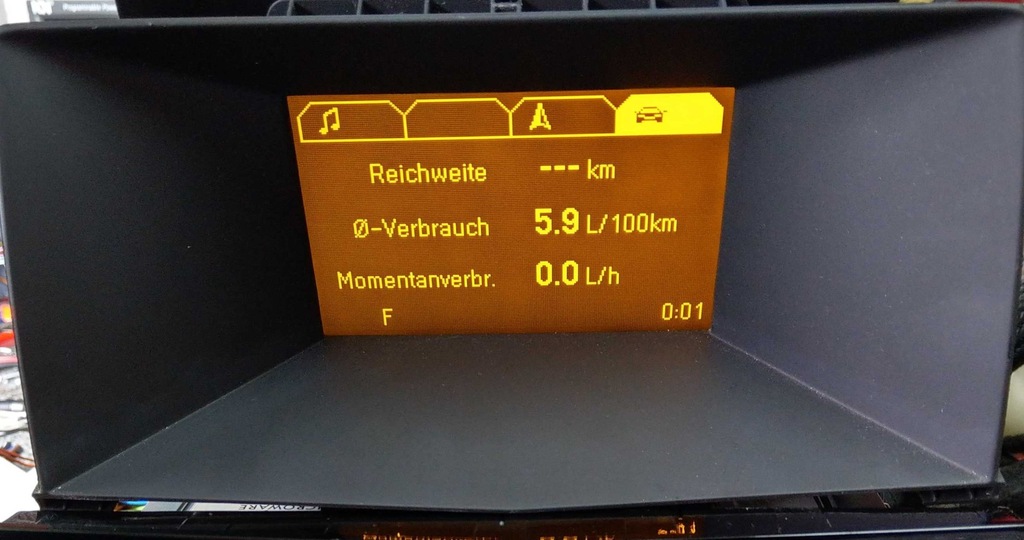 Reichweite --- km
Ø-Verbrauch 5.9 L/100km
Momentanverbr. 0.0 L/h
F 0:01